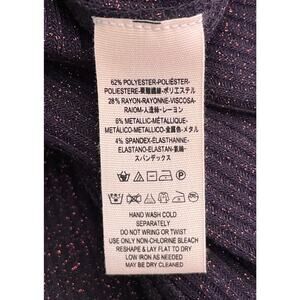 62% POLYESTER-POLIÉSTER-
POLIESTERE-聚酯纖維-ポリエステル
28% RAYON-RAYONNE-VISCOSA-
RAIOM-人造絲-レーヨン
6% METALLIC-MÉTALLIQUE-
METÁLICO-METALICO-金屬色-メタル
4% SPANDEX-ELASTHANNE-
ELASTANO-ELASTAN-氨綸-
スパンデックス
HAND WASH COLD
SEPARATELY
DO NOT WRING OR TWIST
USE ONLY NON-CHLORINE BLEACH
RESHAPE & LAY FLAT TO DRY
LOW IRON AS NEEDED
MAY BE DRY CLEANED